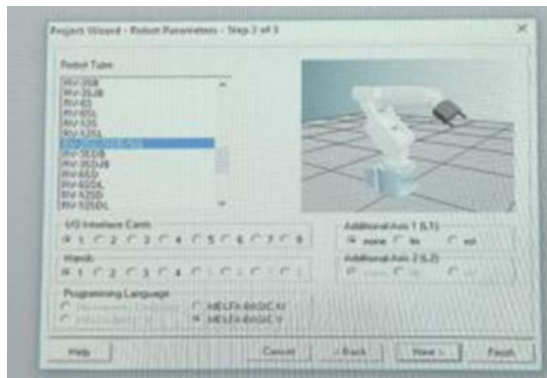 Project Wizard - Robot Parameters - Step 2 of 3
Robot Type:
RV-3SB
RV-3SJB
RV-6S
RV-6SL
RV-12S
RV-12SL
RV-3SDB
RV-3SDJB
RV-6SD
RV-6SDL
RV-12SD
RV-12SDL
I/O Interface Cards
1 2 3 4 5 6 7 8
Additional Axis 1 (L1)
none lin rot
Hands
1 2 3 4
Additional Axis 2 (L2)
Programming Language
MELFA-BASIC IV
MELFA-BASIC V
Help Cancel < Back Next > Finish